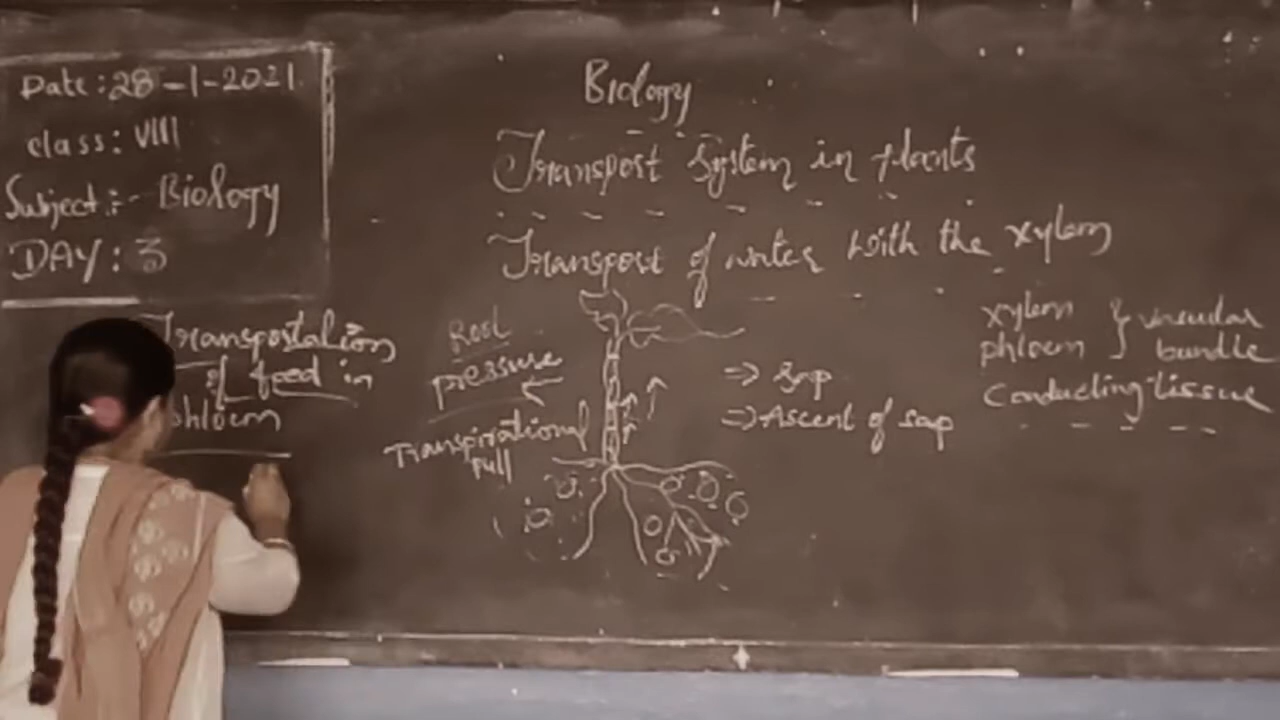 Date: 28-1-2021
class: VIII
Subject:- Biology
DAY: 3
Biology
Transport System in plants
Transport of water with the xylem
Transportation
of food in
phloem
Root
pressure
Transpirational
Pull
⇒ Sap
⇒ Ascent of sap
xylem } vascular
phloem } bundle
Conducting tissue